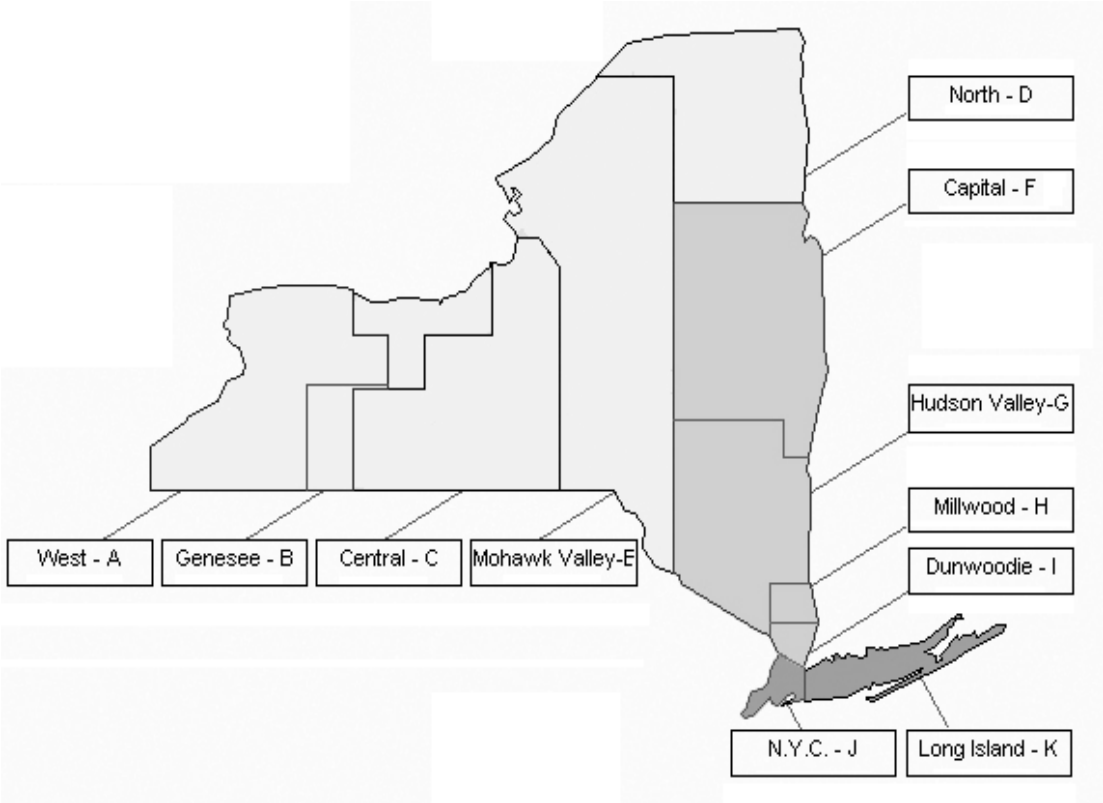 North - D
Capital - F
Hudson Valley-G
Millwood - H
West - A
Genesee - B
Central - C
Mohawk Valley-E
Dunwoodie - I
N.Y.C. - J
Long Island - K